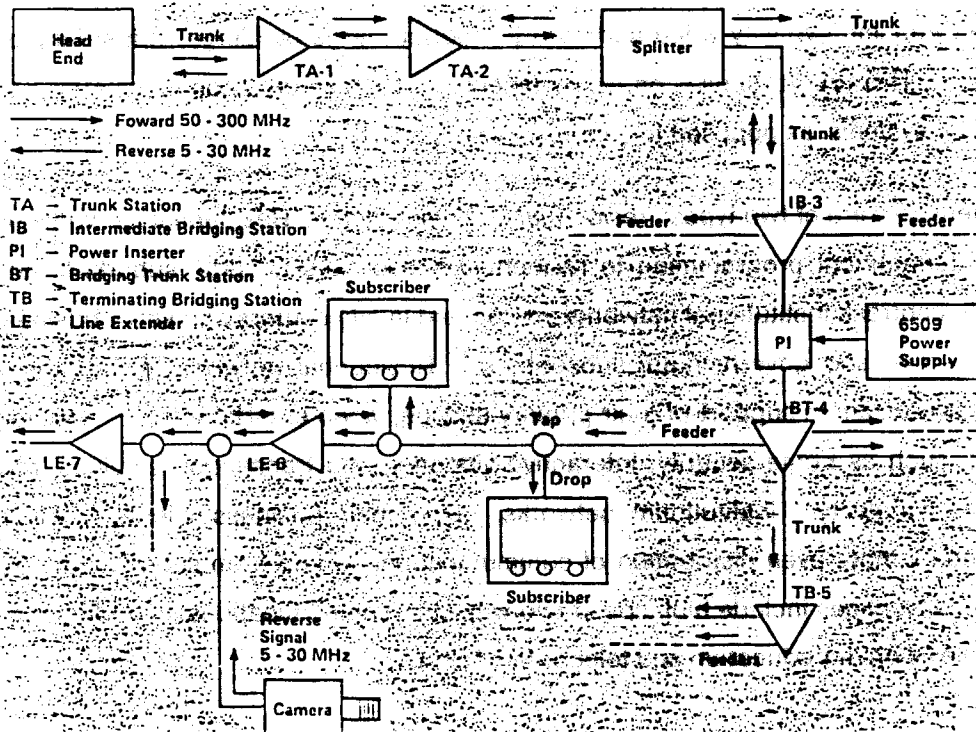 Head
End
Trunk
TA-1
TA-2
Splitter
Trunk
Foward 50 - 300 MHz
Reverse 5 - 30 MHz
Trunk
TA – Trunk Station
IB – Intermediate Bridging Station
PI – Power Inserter
BT – Bridging Trunk Station
TB – Terminating Bridging Station
LE – Line Extender
IB-3
Feeder
Feeder
Subscriber
PI
6509
Power
Supply
BT-4
Tap
Feeder
LE-7
LE-6
Drop
Subscriber
Trunk
TB-5
Feeders
Reverse
Signal
5 - 30 MHz
Camera